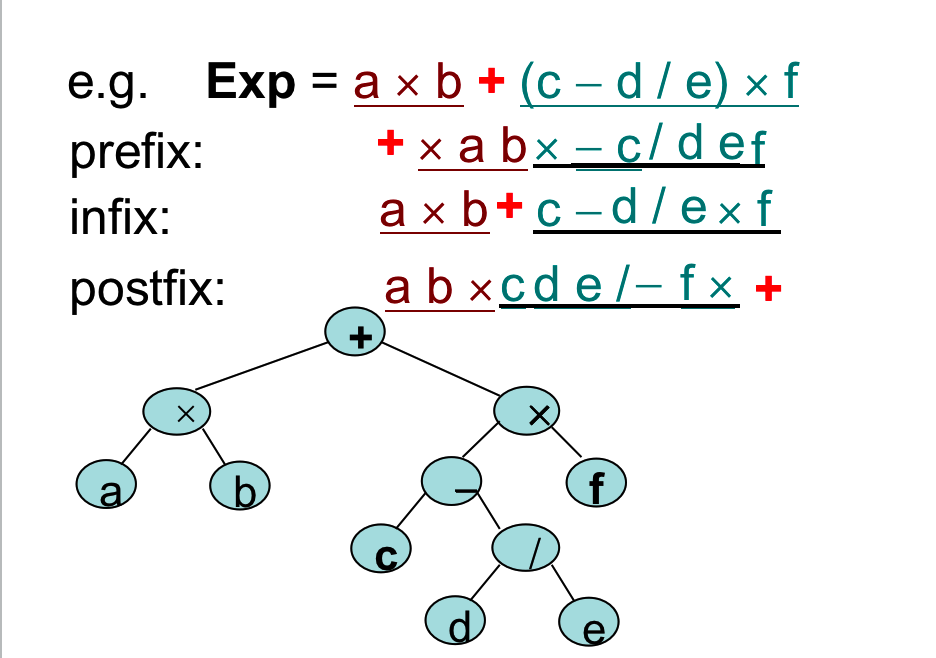 e.g. Exp = a × b + (c – d / e) × f
prefix: + × a b × – c / d e f
infix: a × b + c – d / e × f
postfix: a b × c d e / – f × +
+
× ×
a b – f
c /
d e